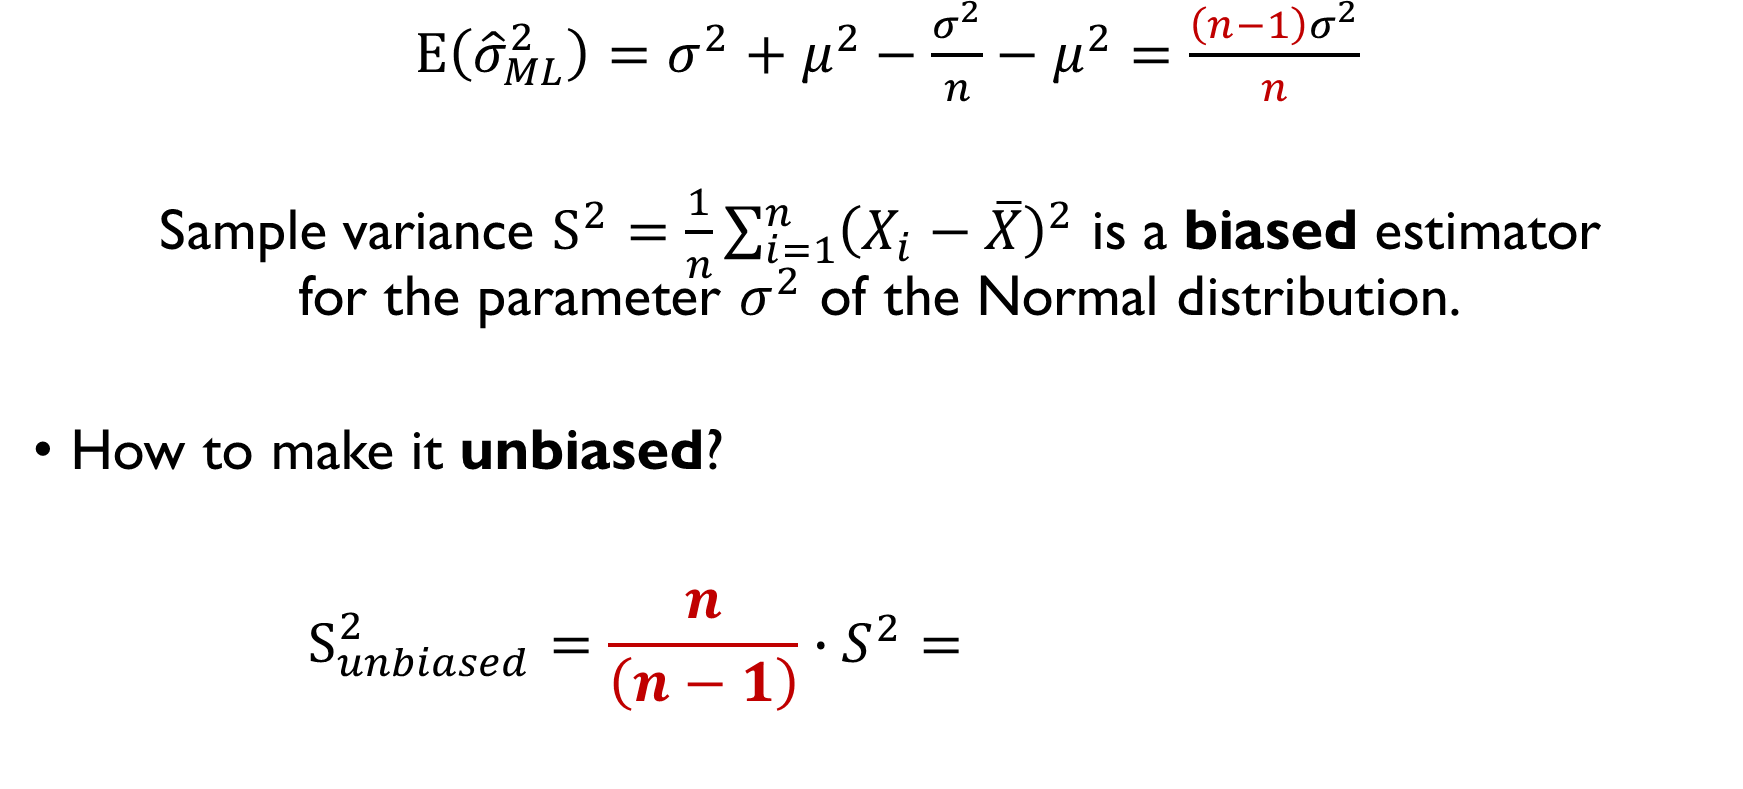 E(σ̂²_ML) = σ² + μ² − σ²/n − μ² = (n−1)σ²/n
Sample variance S² = 1/n ∑ⁿᵢ₌₁(Xᵢ − X̄)² is a biased estimator
for the parameter σ² of the Normal distribution.
• How to make it unbiased?
S²_unbiased = n/(n − 1) · S² =